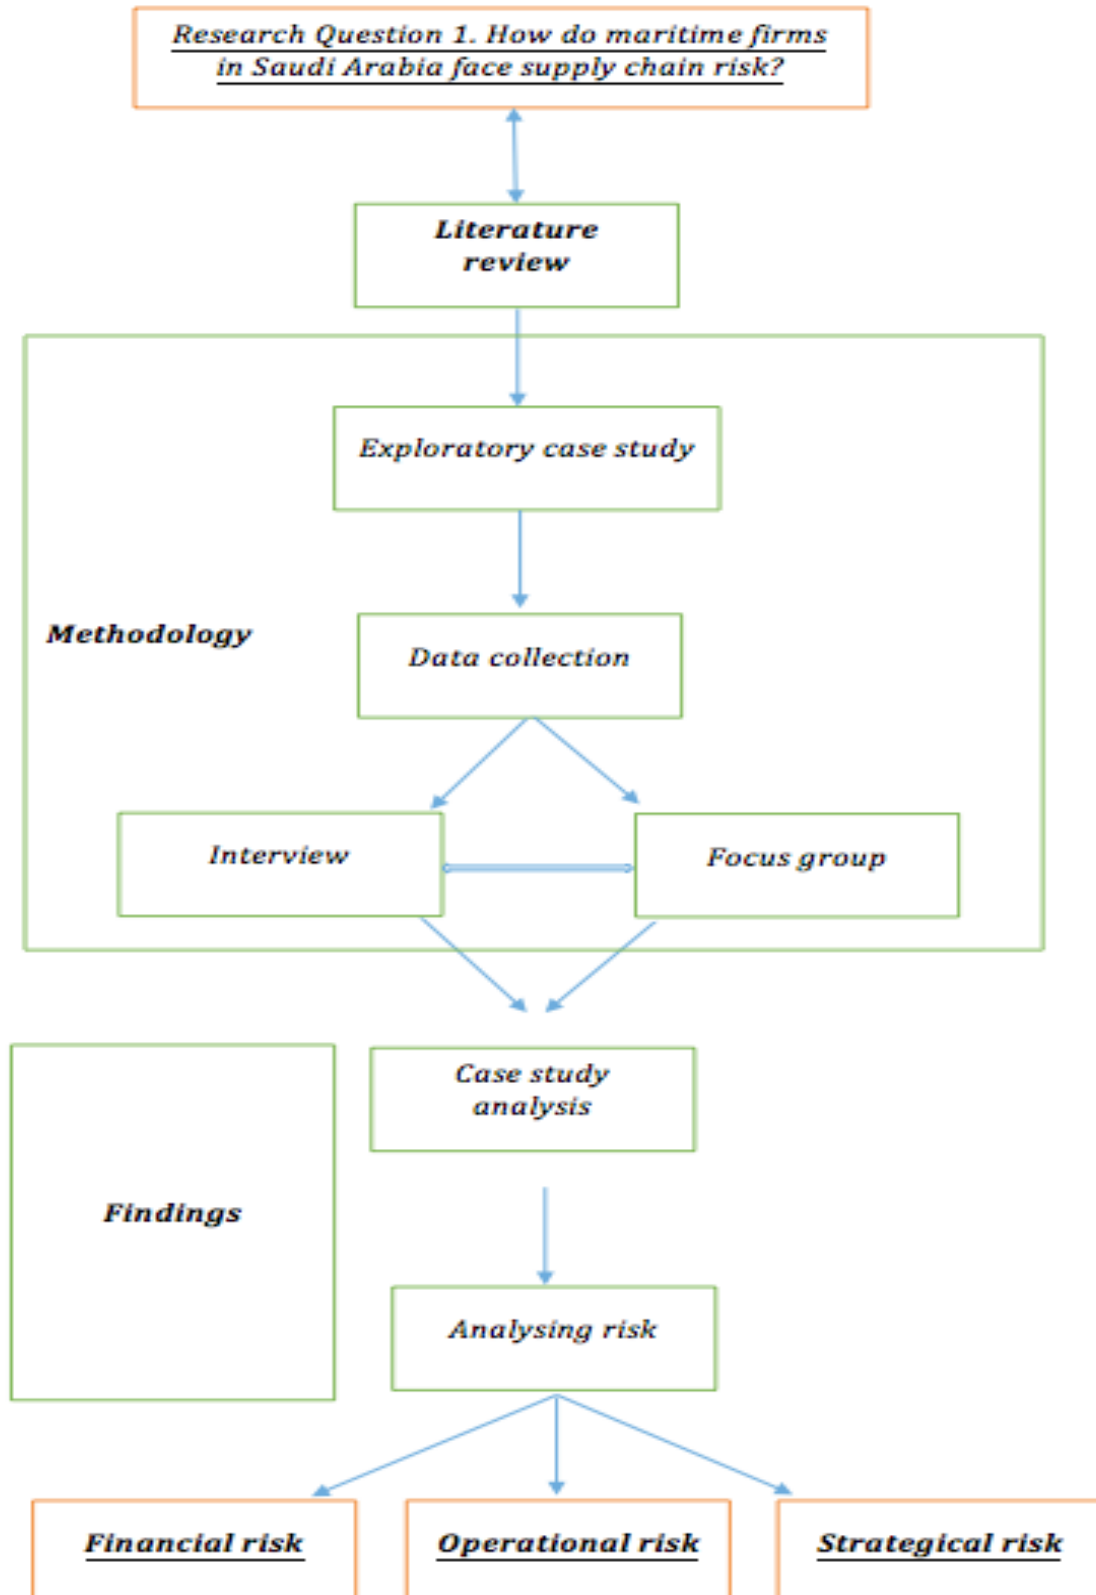 Research Question 1. How do maritime firms
in Saudi Arabia face supply chain risk?
Literature
review
Exploratory case study
Methodology
Data collection
Interview
Focus group
Case study
analysis
Findings
Analysing risk
Financial risk
Operational risk
Strategical risk